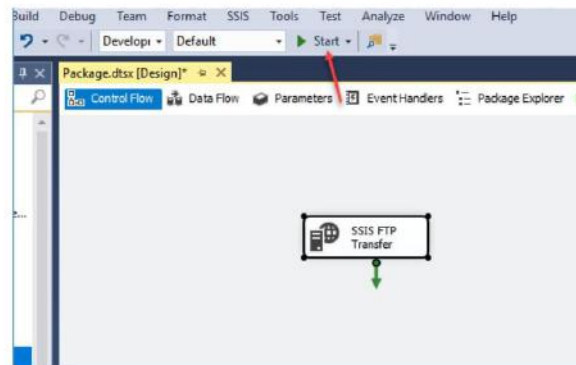 Build Debug Team Format SSIS Tools Test Analyze Window Help
Develop Default Start
Package.dtsx [Design]*
Control Flow Data Flow Parameters Event Handlers Package Explorer
e...
SSIS FTP
Transfer